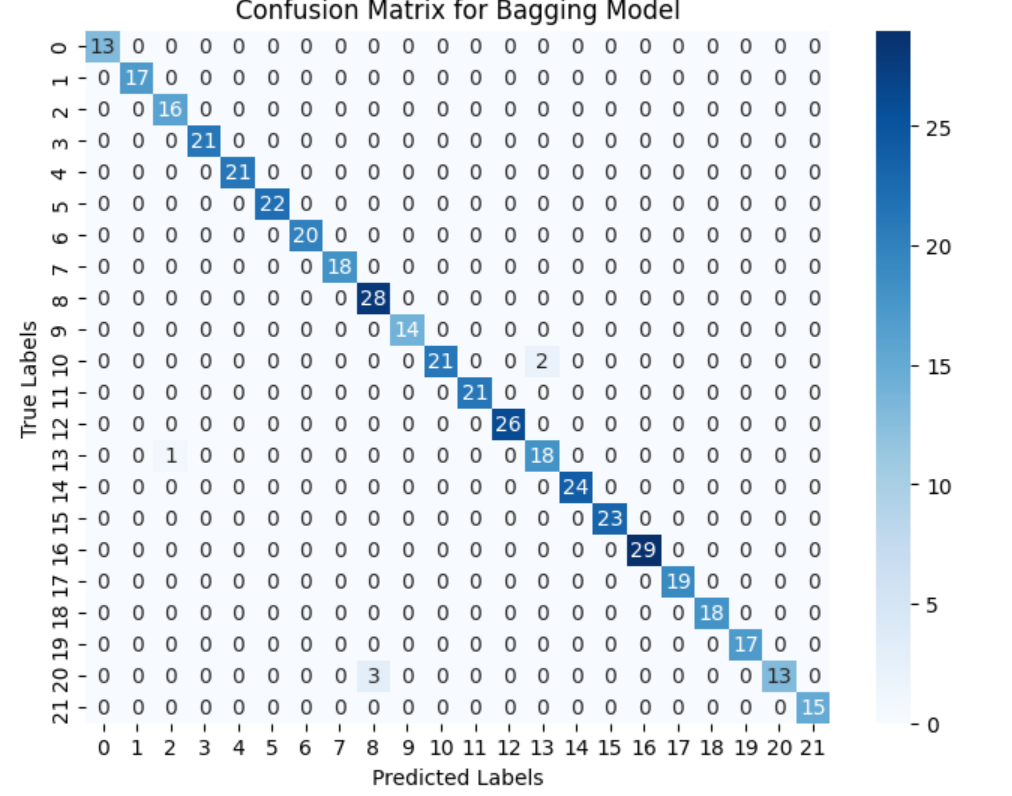 Confusion Matrix for Bagging Model
0 13 0 0 0 0 0 0 0 0 0 0 0 0 0 0 0 0 0 0 0 0 0
1 0 17 0 0 0 0 0 0 0 0 0 0 0 0 0 0 0 0 0 0 0 0
2 0 0 16 0 0 0 0 0 0 0 0 0 0 0 0 0 0 0 0 0 0 0
3 0 0 0 21 0 0 0 0 0 0 0 0 0 0 0 0 0 0 0 0 0 0
4 0 0 0 0 21 0 0 0 0 0 0 0 0 0 0 0 0 0 0 0 0 0
5 0 0 0 0 0 22 0 0 0 0 0 0 0 0 0 0 0 0 0 0 0 0
6 0 0 0 0 0 0 20 0 0 0 0 0 0 0 0 0 0 0 0 0 0 0
7 0 0 0 0 0 0 0 18 0 0 0 0 0 0 0 0 0 0 0 0 0 0
8 0 0 0 0 0 0 0 0 28 0 0 0 0 0 0 0 0 0 0 0 0 0
9 0 0 0 0 0 0 0 0 0 14 0 0 0 0 0 0 0 0 0 0 0 0
10 0 0 0 0 0 0 0 0 0 0 21 0 0 2 0 0 0 0 0 0 0 0
11 0 0 0 0 0 0 0 0 0 0 0 21 0 0 0 0 0 0 0 0 0 0
12 0 0 0 0 0 0 0 0 0 0 0 0 26 0 0 0 0 0 0 0 0 0
13 0 0 1 0 0 0 0 0 0 0 0 0 0 18 0 0 0 0 0 0 0 0
14 0 0 0 0 0 0 0 0 0 0 0 0 0 0 24 0 0 0 0 0 0 0
15 0 0 0 0 0 0 0 0 0 0 0 0 0 0 0 23 0 0 0 0 0 0
16 0 0 0 0 0 0 0 0 0 0 0 0 0 0 0 0 29 0 0 0 0 0
17 0 0 0 0 0 0 0 0 0 0 0 0 0 0 0 0 0 19 0 0 0 0
18 0 0 0 0 0 0 0 0 0 0 0 0 0 0 0 0 0 0 18 0 0 0
19 0 0 0 0 0 0 0 0 0 0 0 0 0 0 0 0 0 0 0 17 0 0
20 0 0 0 0 0 0 0 0 3 0 0 0 0 0 0 0 0 0 0 0 13 0
21 0 0 0 0 0 0 0 0 0 0 0 0 0 0 0 0 0 0 0 0 0 15
0 1 2 3 4 5 6 7 8 9 10 11 12 13 14 15 16 17 18 19 20 21
Predicted Labels
True Labels
25
20
15
10
5
0